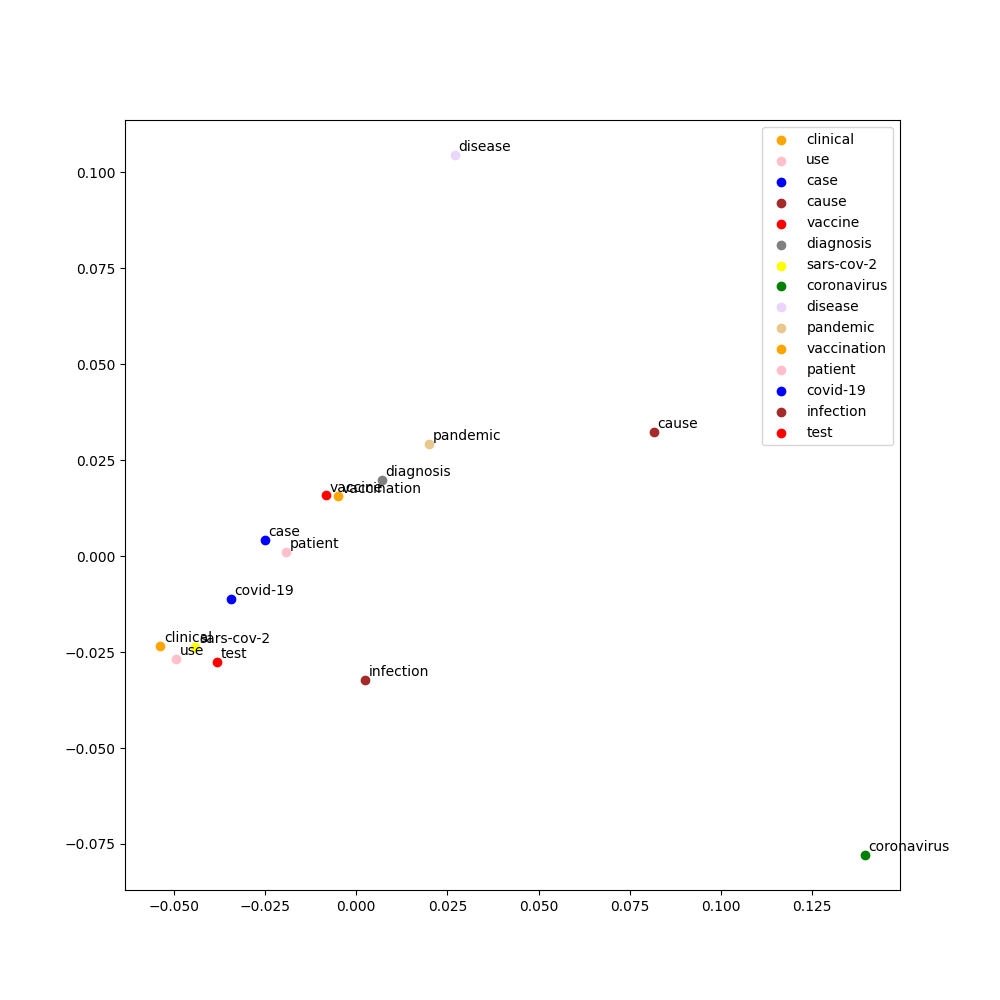 disease
clinical
use
case
cause
vaccine
diagnosis
sars-cov-2
coronavirus
disease
pandemic
vaccination
patient
covid-19
infection
test
0.100
0.075
0.050
0.025
0.000
−0.025
−0.050
−0.075
cause
pandemic
diagnosis
vaccine
vaccination
case
patient
covid-19
clinical
sars-cov-2
use
test
infection
coronavirus
−0.050 −0.025 0.000 0.025 0.050 0.075 0.100 0.125